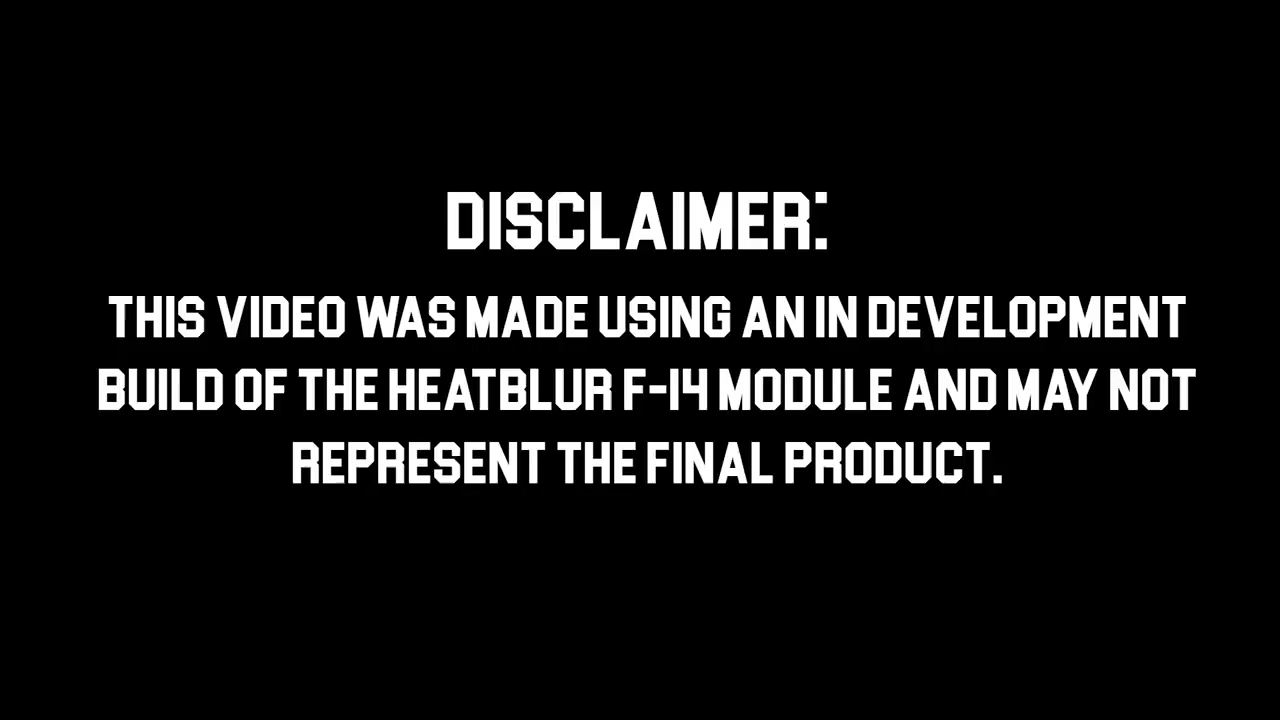 DISCLAIMER:
THIS VIDEO WAS MADE USING AN IN DEVELOPMENT
BUILD OF THE HEATBLUR F-14 MODULE AND MAY NOT
REPRESENT THE FINAL PRODUCT.